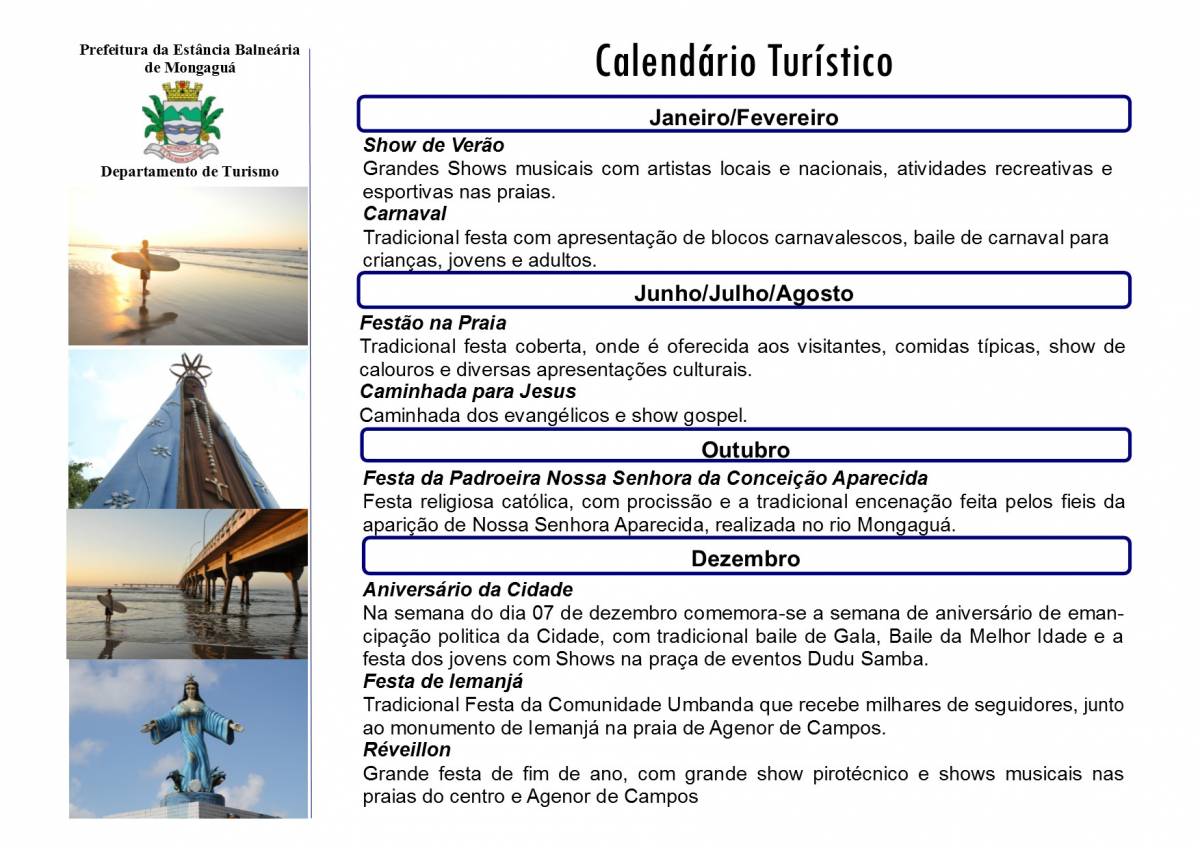 Prefeitura da Estância Balneária
de Mongaguá
Departamento de Turismo
Calendário Turístico
Janeiro/Fevereiro
Show de Verão
Grandes Shows musicais com artistas locais e nacionais, atividades recreativas e
esportivas nas praias.
Carnaval
Tradicional festa com apresentação de blocos carnavalescos, baile de carnaval para
crianças, jovens e adultos.
Junho/Julho/Agosto
Festão na Praia
Tradicional festa coberta, onde é oferecida aos visitantes, comidas típicas, show de
calouros e diversas apresentações culturais.
Caminhada para Jesus
Caminhada dos evangélicos e show gospel.
Outubro
Festa da Padroeira Nossa Senhora da Conceição Aparecida
Festa religiosa católica, com procissão e a tradicional encenação feita pelos fieis da
aparição de Nossa Senhora Aparecida, realizada no rio Mongaguá.
Dezembro
Aniversário da Cidade
Na semana do dia 07 de dezembro comemora-se a semana de aniversário de eman-
cipação politica da Cidade, com tradicional baile de Gala, Baile da Melhor Idade e a
festa dos jovens com Shows na praça de eventos Dudu Samba.
Festa de Iemanjá
Tradicional Festa da Comunidade Umbanda que recebe milhares de seguidores, junto
ao monumento de Iemanjá na praia de Agenor de Campos.
Réveillon
Grande festa de fim de ano, com grande show pirotécnico e shows musicais nas
praias do centro e Agenor de Campos